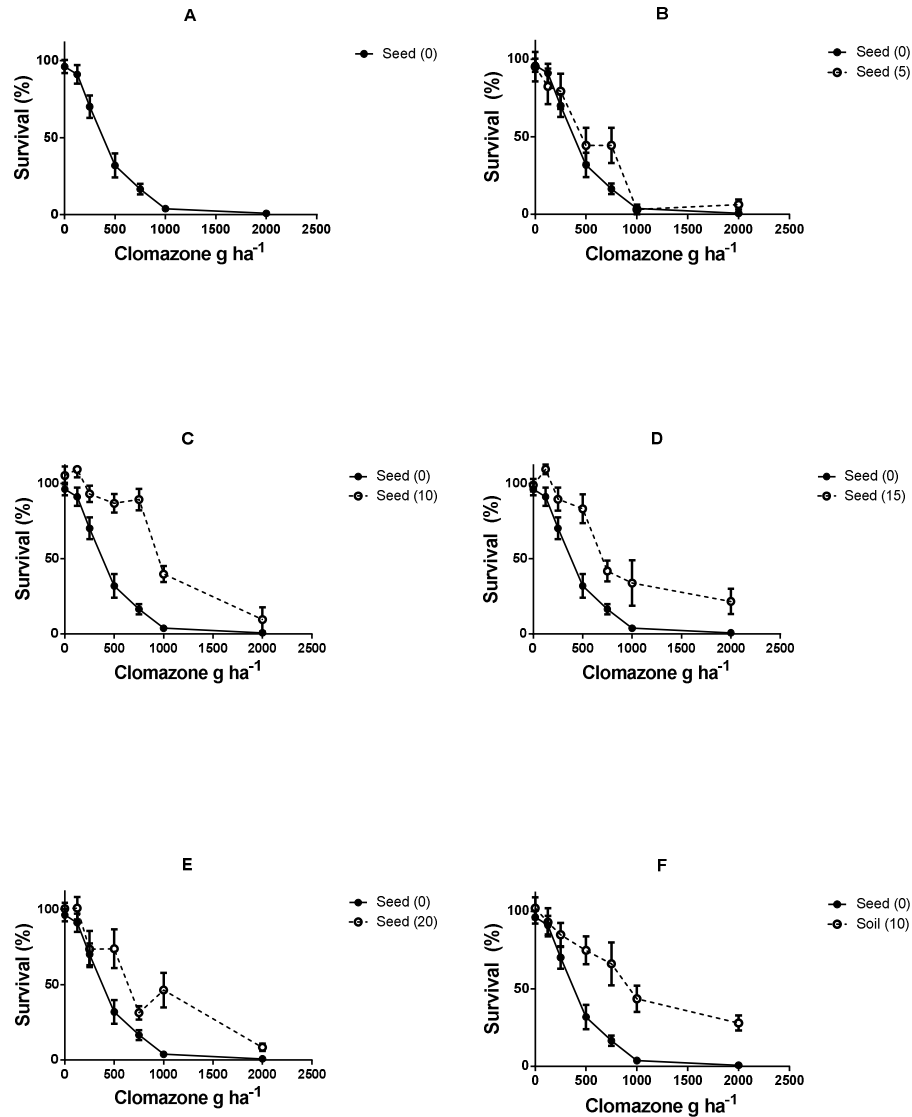 A
Seed (0)
Survival (%)
100
50
0
0 500 1000 1500 2000 2500
Clomazone g ha-1
B
Seed (0)
Seed (5)
Survival (%)
100
50
0
0 500 1000 1500 2000 2500
Clomazone g ha-1
C
Seed (0)
Seed (10)
Survival (%)
100
50
0
0 500 1000 1500 2000 2500
Clomazone g ha-1
D
Seed (0)
Seed (15)
Survival (%)
100
50
0
0 500 1000 1500 2000 2500
Clomazone g ha-1
E
Seed (0)
Seed (20)
Survival (%)
100
50
0
0 500 1000 1500 2000 2500
Clomazone g ha-1
F
Seed (0)
Soil (10)
Survival (%)
100
50
0
0 500 1000 1500 2000 2500
Clomazone g ha-1